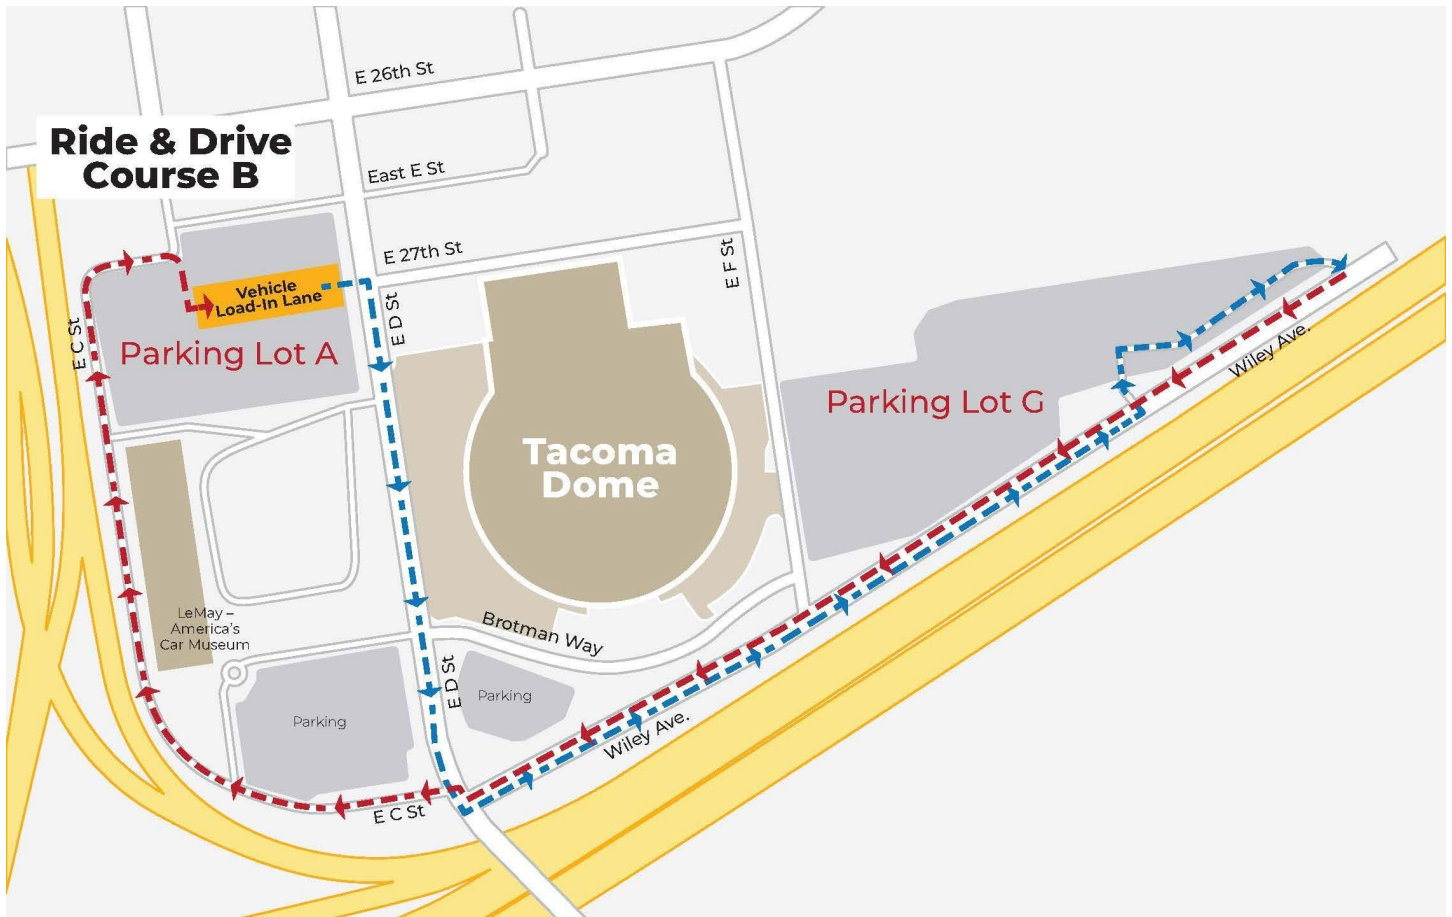 E 26th St
Ride & Drive
Course B
East E St
E 27th St
E F St
Vehicle
Load-In Lane
E D St
E C St
Parking Lot A
Wiley Ave.
Parking Lot G
Tacoma
Dome
LeMay –
America's
Car Museum
Brotman Way
E D St
Parking
Parking
Wiley Ave.
E C St